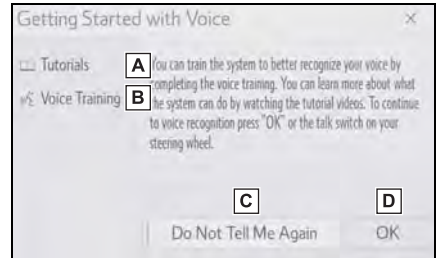 Getting Started with Voice ×
Tutorials A
Voice Training B
You can train the system to better recognize your voice by
completing the voice training. You can learn more about what
the system can do by watching the tutorial videos. To continue
to voice recognition press "OK" or the talk switch on your
steering wheel.
C D
Do Not Tell Me Again OK